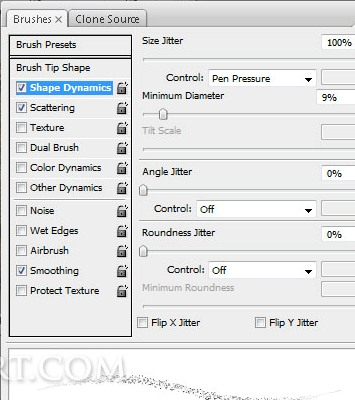 Brushes × Clone Source
Brush Presets
Brush Tip Shape
Shape Dynamics
Scattering
Texture
Dual Brush
Color Dynamics
Other Dynamics
Noise
Wet Edges
Airbrush
Smoothing
Protect Texture
Size Jitter 100%
Control: Pen Pressure
Minimum Diameter 9%
Tilt Scale
Angle Jitter 0%
Control: Off
Roundness Jitter 0%
Control: Off
Minimum Roundness
Flip X Jitter Flip Y Jitter
RT.COM